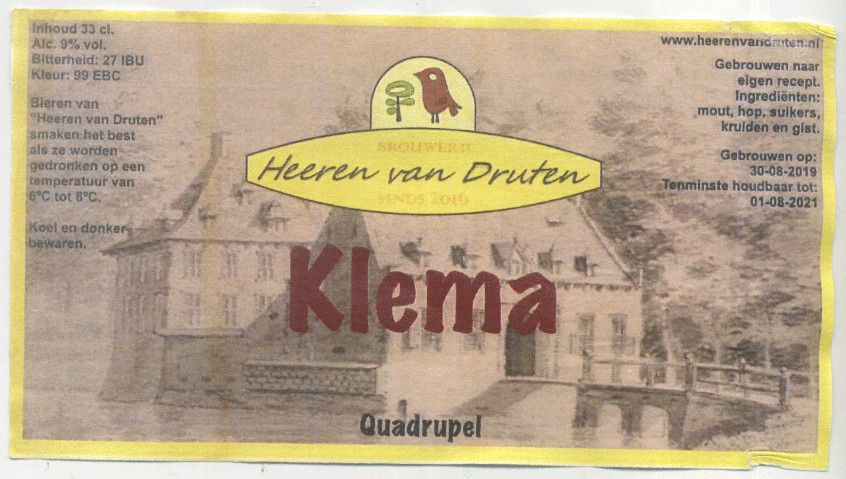 Inhoud 33 cl.
Alc. 9% vol.
Bitterheid: 27 IBU
Kleur: 99 EBC
Bieren van
"Heeren van Druten"
smaken het best
als ze worden
gedronken op een
temperatuur van
6°C tot 8°C.
Koel en donker
bewaren.
BROUWERIJ
Heeren van Druten
SINDS 2016
Klema
Quadrupel
www.heerenvandruten.nl
Gebrouwen naar
eigen recept.
Ingrediënten:
mout, hop, suikers,
kruiden en gist.
Gebrouwen op:
30-08-2019
Tenminste houdbaar tot:
01-08-2021